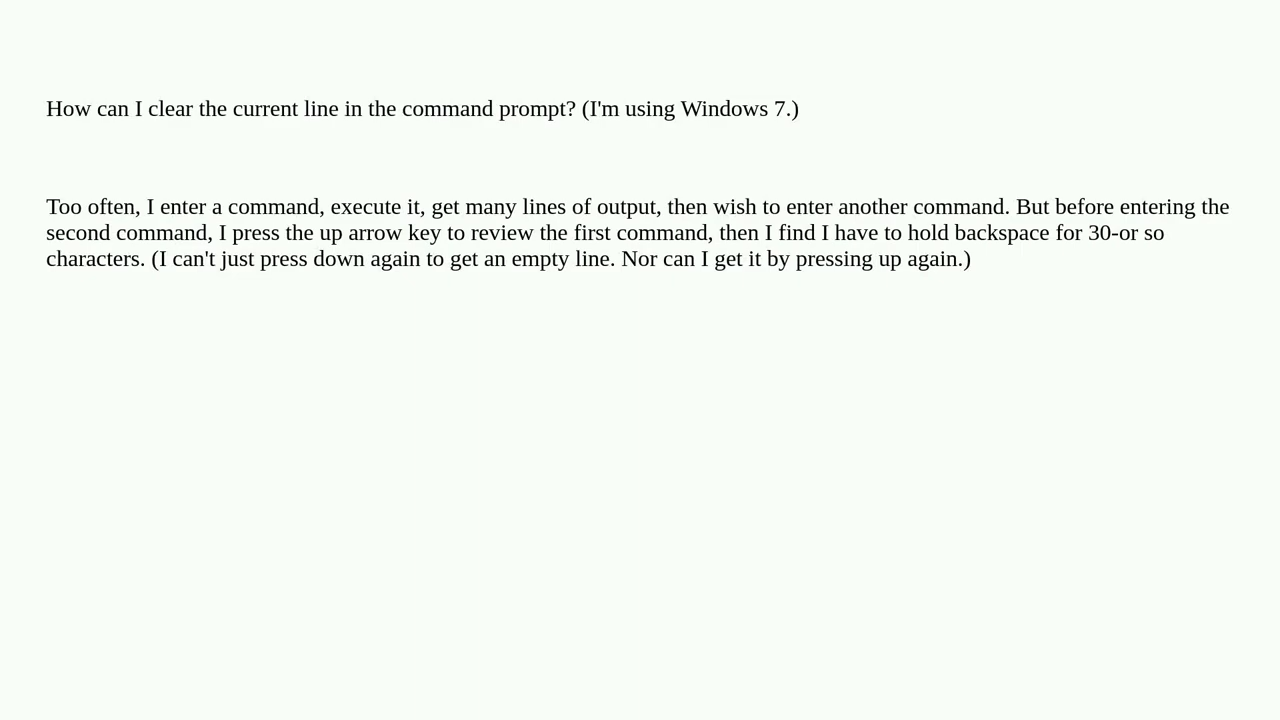 How can I clear the current line in the command prompt? (I'm using Windows 7.)
Too often, I enter a command, execute it, get many lines of output, then wish to enter another command. But before entering the
second command, I press the up arrow key to review the first command, then I find I have to hold backspace for 30-or so
characters. (I can't just press down again to get an empty line. Nor can I get it by pressing up again.)